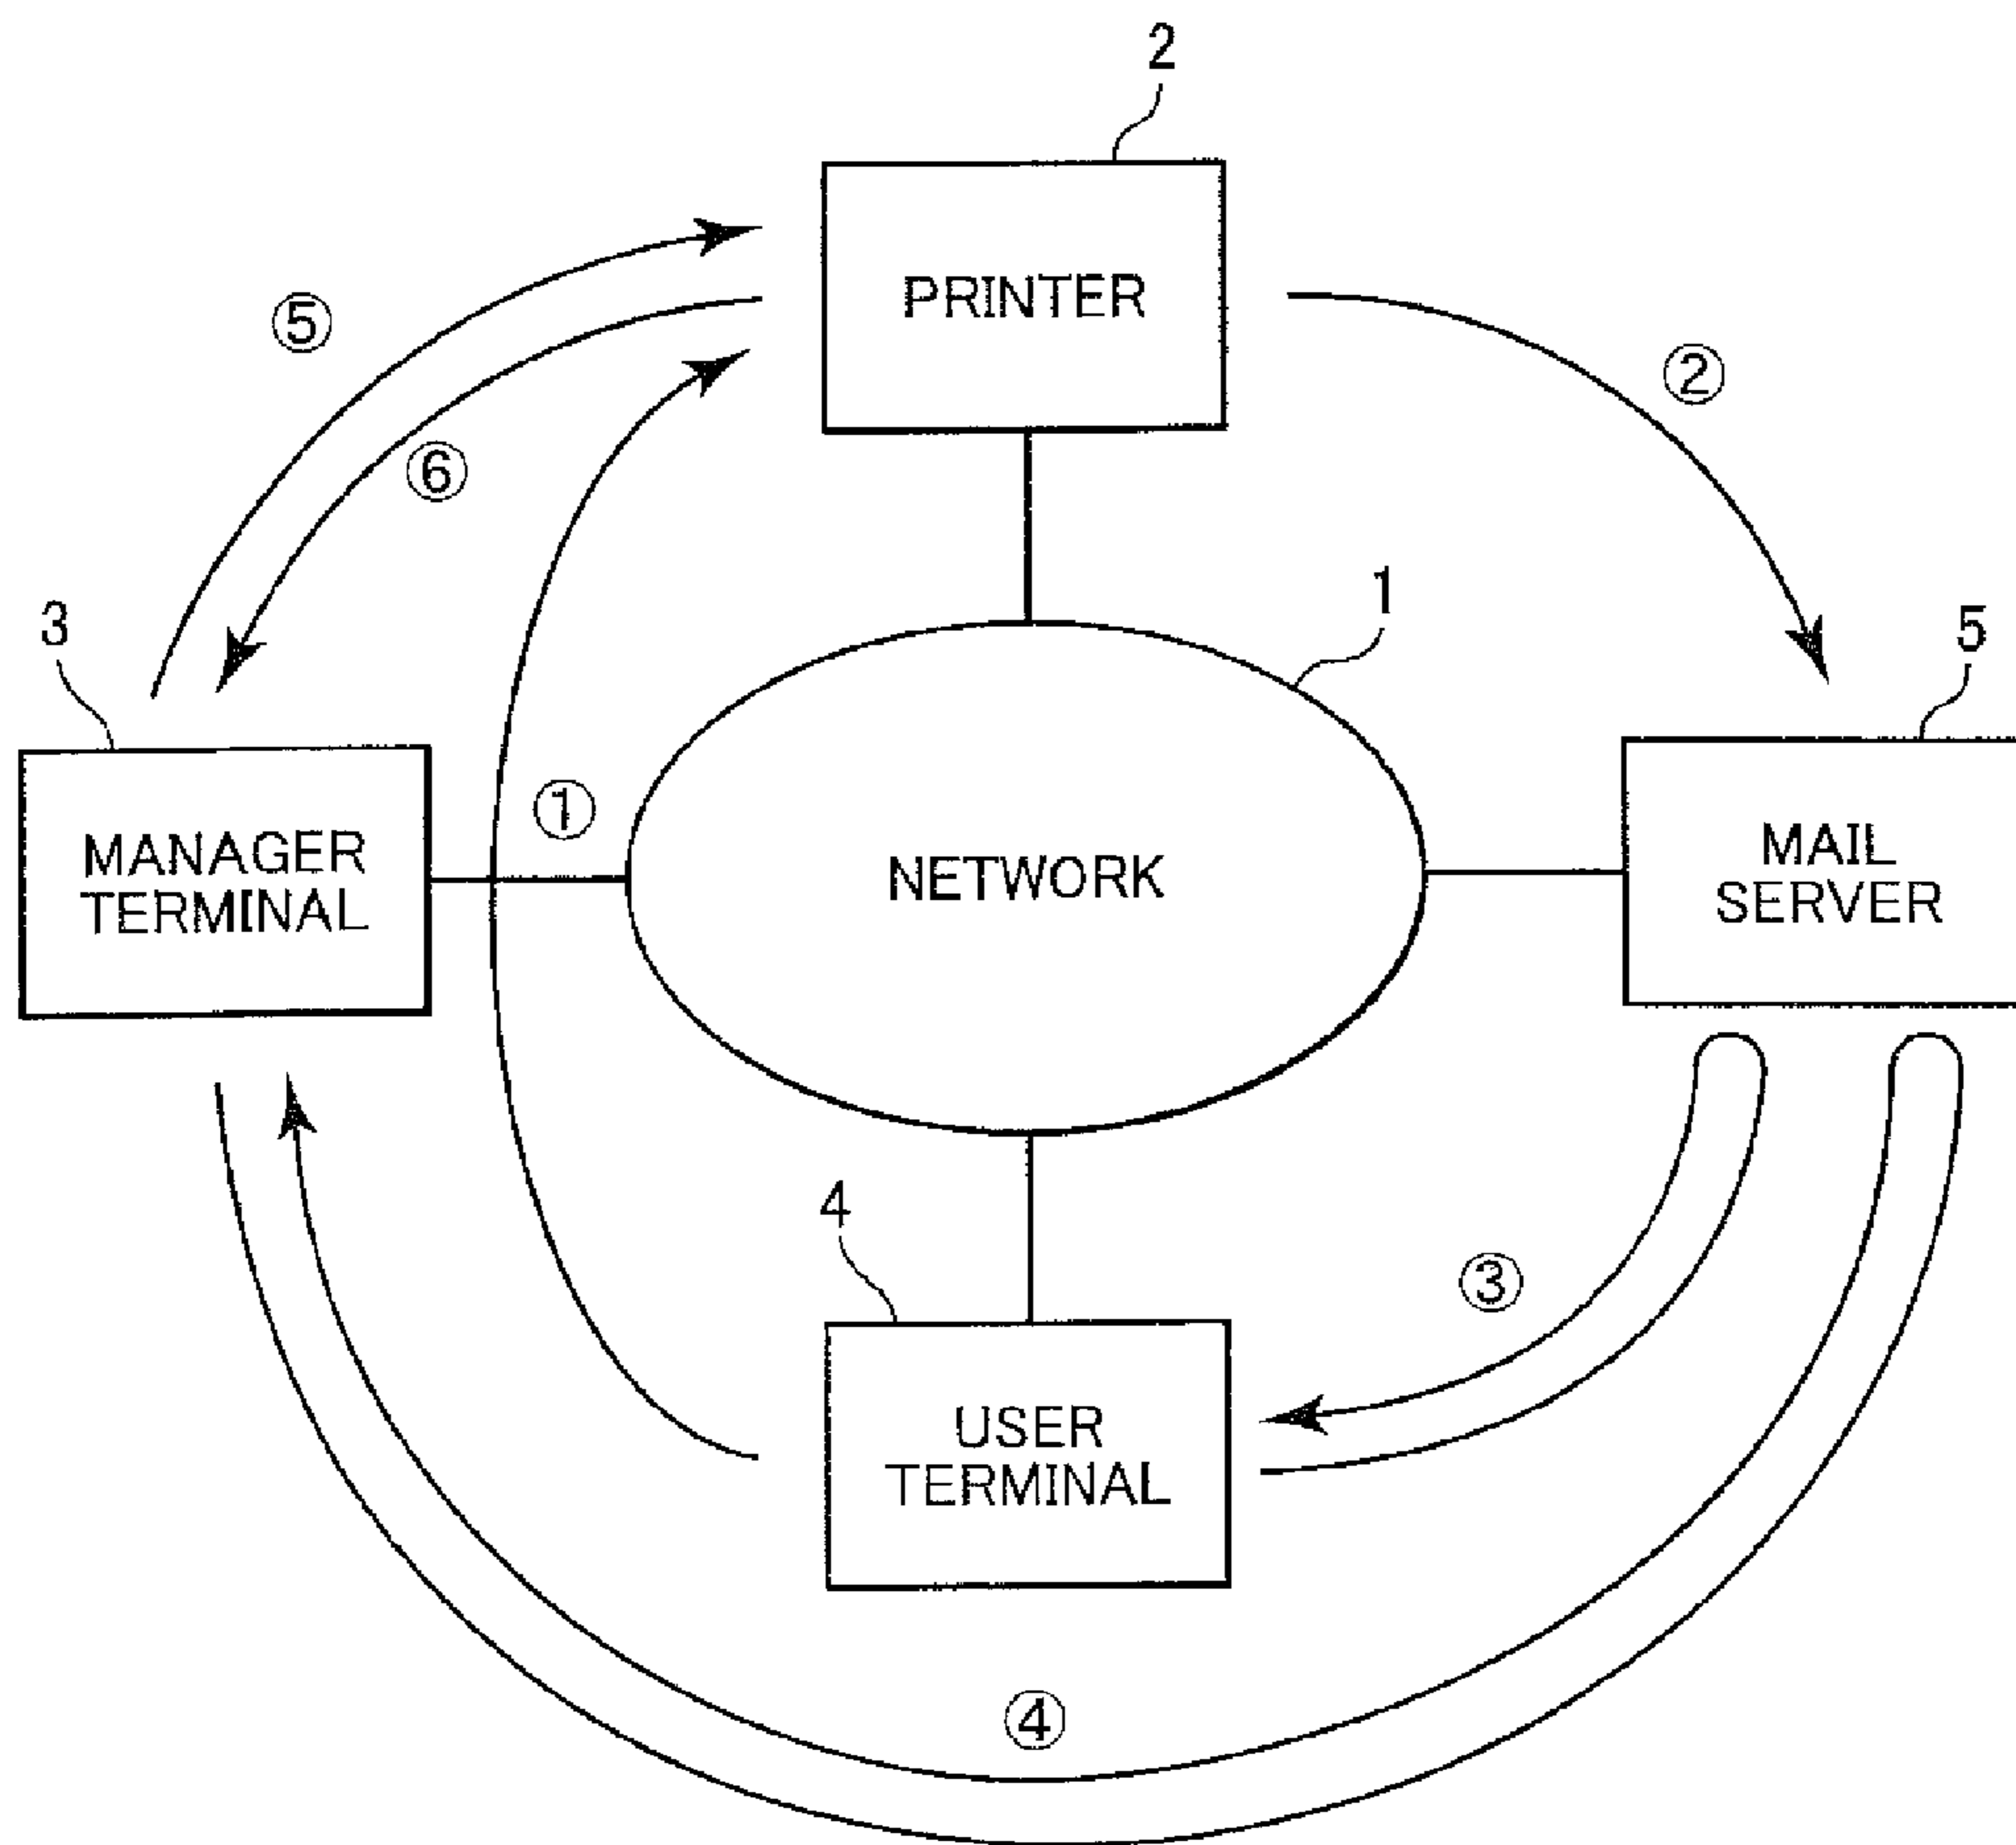 2
PRINTER
⑤
②
⑥
1
3
5
①
MANAGER
TERMINAL
NETWORK
MAIL
SERVER
4
③
USER
TERMINAL
④